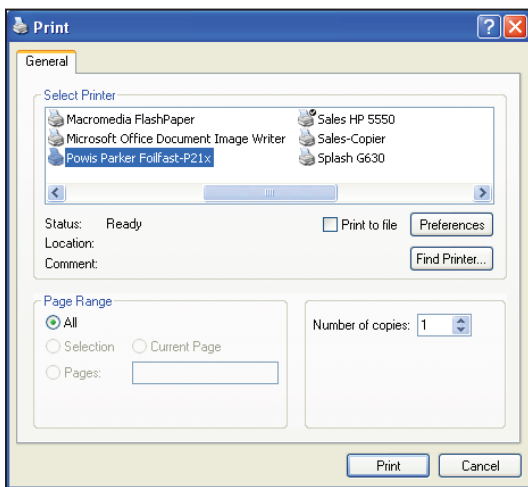 Print
General
Select Printer
Macromedia FlashPaper
Microsoft Office Document Image Writer
Powis Parker Foilfast-P21x
Sales HP 5550
Sales-Copier
Splash G630
Status: Ready
Location:
Comment:
Print to file
Preferences
Find Printer...
Page Range
All
Selection
Current Page
Pages:
Number of copies: 1
Print
Cancel